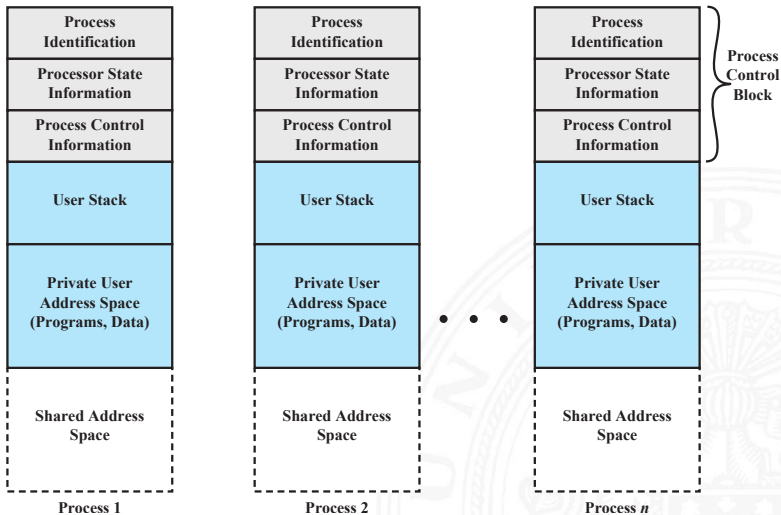 Process
Identification
Processor State
Information
Process Control
Information
User Stack
Private User
Address Space
(Programs, Data)
Shared Address
Space
Process 1
Process
Identification
Processor State
Information
Process Control
Information
User Stack
Private User
Address Space
(Programs, Data)
Shared Address
Space
Process 2
• • •
Process
Identification
Processor State
Information
Process Control
Information
User Stack
Private User
Address Space
(Programs, Data)
Shared Address
Space
Process n
Process
Control
Block